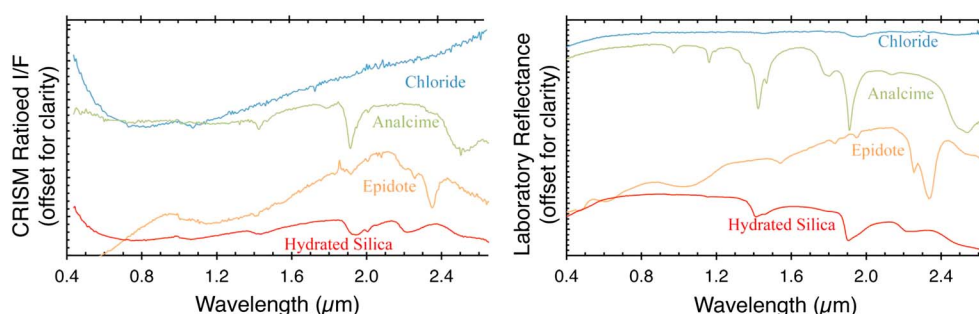 CRISM Ratioed I/F
(offset for clarity)
Chloride
Analcime
Epidote
Hydrated Silica
0.4 0.8 1.2 1.6 2.0 2.4
Wavelength (µm)
Laboratory Reflectance
(offset for clarity)
Chloride
Analcime
Epidote
Hydrated Silica
0.4 0.8 1.2 1.6 2.0 2.4
Wavelength (µm)